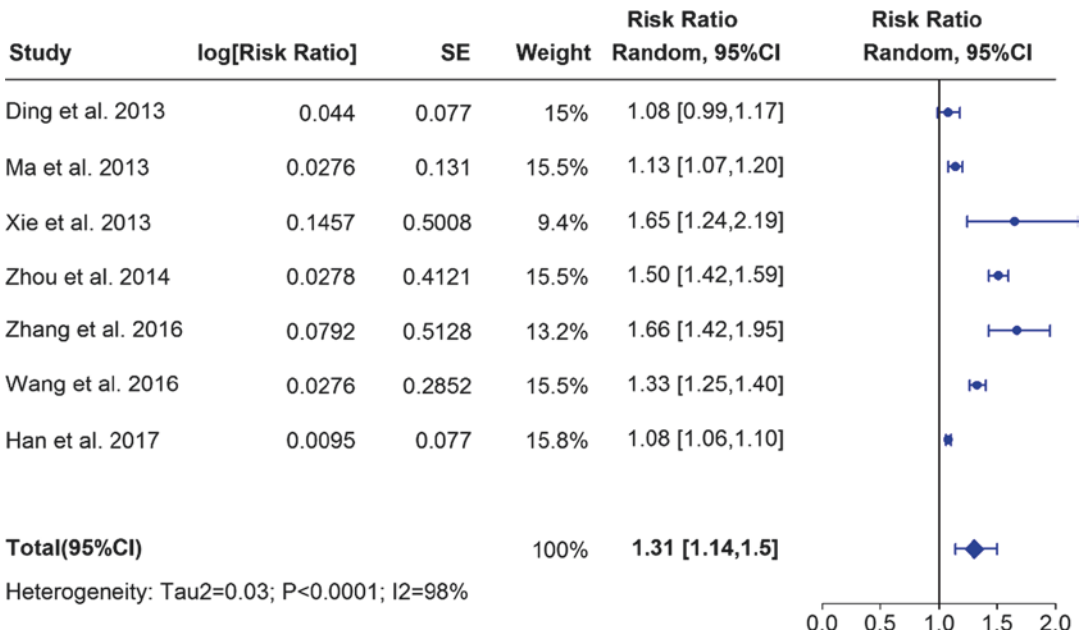 Risk Ratio Risk Ratio
Study log[Risk Ratio] SE Weight Random, 95%CI Random, 95%CI
Ding et al. 2013 0.044 0.077 15% 1.08 [0.99,1.17]
Ma et al. 2013 0.0276 0.131 15.5% 1.13 [1.07,1.20]
Xie et al. 2013 0.1457 0.5008 9.4% 1.65 [1.24,2.19]
Zhou et al. 2014 0.0278 0.4121 15.5% 1.50 [1.42,1.59]
Zhang et al. 2016 0.0792 0.5128 13.2% 1.66 [1.42,1.95]
Wang et al. 2016 0.0276 0.2852 15.5% 1.33 [1.25,1.40]
Han et al. 2017 0.0095 0.077 15.8% 1.08 [1.06,1.10]
Total(95%CI) 100% 1.31 [1.14,1.5]
Heterogeneity: Tau2=0.03; P<0.0001; I2=98%
0.0 0.5 1.0 1.5 2.0